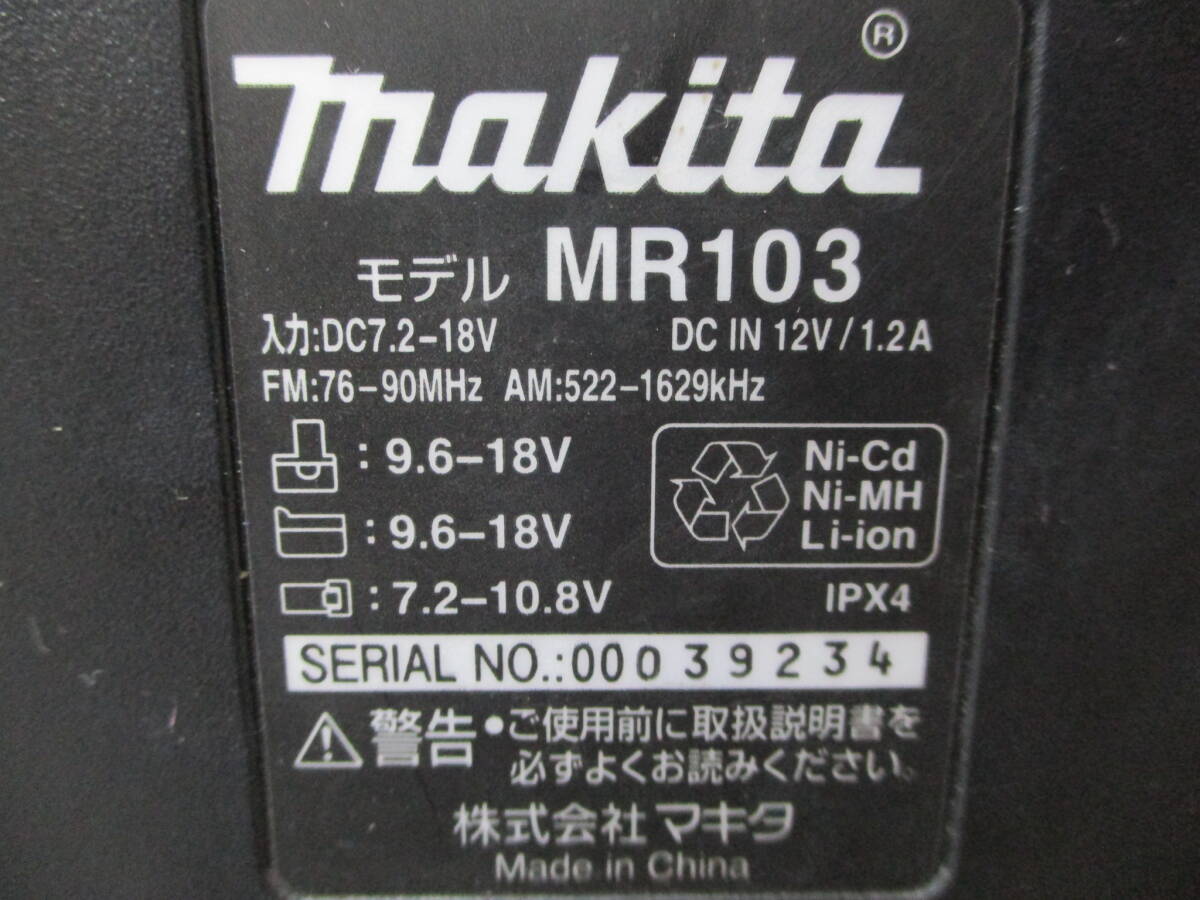 makita®
モデル MR103
入力:DC7.2-18V DC IN 12V/1.2A
FM:76-90MHz AM:522-1629kHz
:9.6-18V
:9.6-18V
:7.2-10.8V
Ni-Cd
Ni-MH
Li-ion
IPX4
SERIAL NO.:00039234
警告 •ご使用前に取扱説明書を
必ずよくお読みください。
株式会社マキタ
Made in China